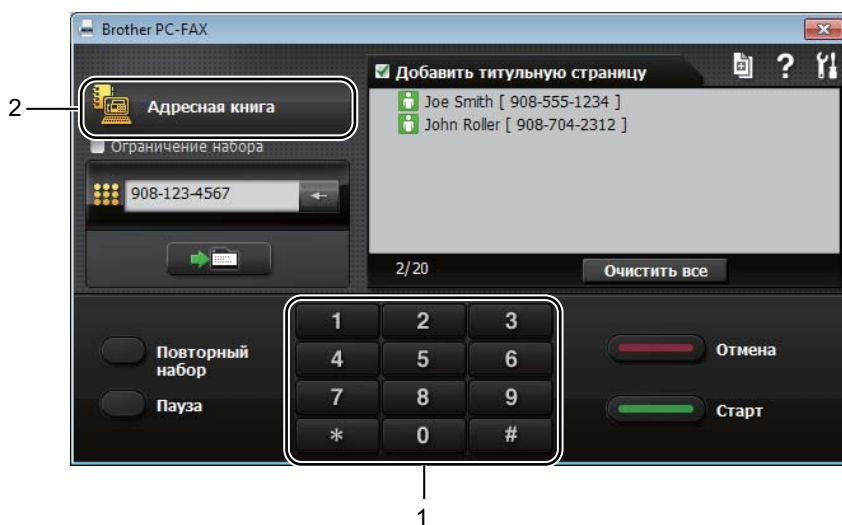 Brother PC-FAX
2
Адресная книга
Ограничение набора
908-123-4567
Добавить титульную страницу
?
Joe Smith [ 908-555-1234 ]
John Roller [ 908-704-2312 ]
2/20
Очистить все
Повторный
набор
Пауза
1 2 3
4 5 6
7 8 9
* 0 #
Отмена
Старт
1